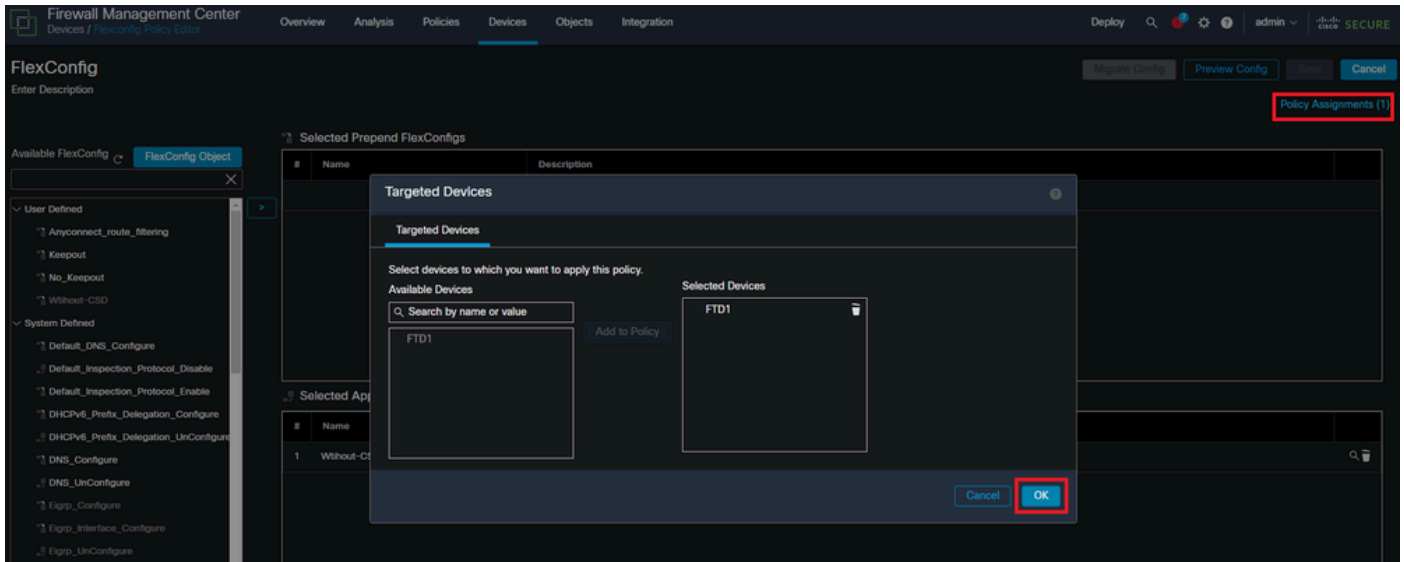 Firewall Management Center
Devices / Flexconfig Policy Editor
Overview Analysis Policies Devices Objects Integration
Deploy admin
CISCO SECURE
FlexConfig
Enter Description
Migrate Config Preview Config Save Cancel
Policy Assignments (1)
Available FlexConfig FlexConfig Object
User Defined
Anyconnect_route_filtering
Keepout
No_Keepout
Wtihout-CSD
System Defined
Default_DNS_Configure
Default_Inspection_Protocol_Disable
Default_Inspection_Protocol_Enable
DHCPv6_Prefix_Delegation_Configure
DHCPv6_Prefix_Delegation_UnConfigure
DNS_Configure
DNS_UnConfigure
Eigrp_Configure
Eigrp_Interface_Configure
Eigrp_UnConfigure
>
Selected Prepend FlexConfigs
# Name Description
Targeted Devices
Targeted Devices
Select devices to which you want to apply this policy.
Available Devices
Search by name or value
FTD1
Add to Policy
Selected Devices
FTD1
Cancel OK
Selected App
# Name
1 Wtihout-CS